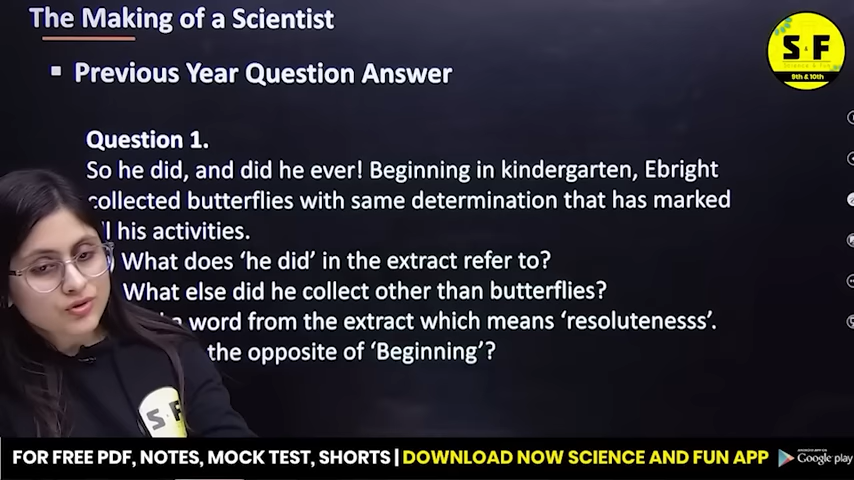 The Making of a Scientist
S&F
Science & Fun
9th & 10th
▪ Previous Year Question Answer
Question 1.
So he did, and did he ever! Beginning in kindergarten, Ebright
collected butterflies with same determination that has marked
his activities.
What does ‘he did’ in the extract refer to?
What else did he collect other than butterflies?
a word from the extract which means ‘resolutenesss’.
the opposite of ‘Beginning’?
S F
FOR FREE PDF, NOTES, MOCK TEST, SHORTS | DOWNLOAD NOW SCIENCE AND FUN APP
Google play